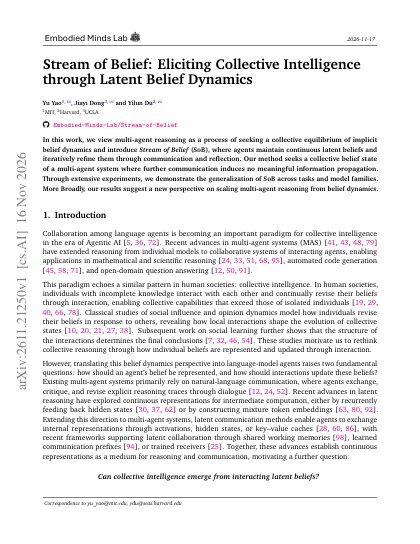 Embodied Minds Lab
2026-11-17
Stream of Belief: Eliciting Collective Intelligence
through Latent Belief Dynamics
Yu Yao, Jiayi Dong and Yilun Du
MIT, Harvard, UCLA
Embodied-Minds-Lab/Stream-of-Belief
In this work, we view multi-agent reasoning as a process of seeking a collective equilibrium of implicit
belief dynamics and introduce Stream of Belief (SoB), where agents maintain continuous latent beliefs and
iteratively refine them through communication and reflection. Our method seeks a collective belief state
of a multi-agent system where further communication induces no meaningful information propagation.
Through extensive experiments, we demonstrate the generalization of SoB across tasks and model families.
More Broadly, our results suggest a new perspective on scaling multi-agent reasoning from belief dynamics.
1. Introduction
Collaboration among language agents is becoming an important paradigm for collective intelligence
in the era of Agentic AI [5, 36, 72]. Recent advances in multi-agent systems (MAS) [41, 43, 48, 79]
have extended reasoning from individual models to collaborative systems of interacting agents, enabling
applications in mathematical and scientific reasoning [24, 33, 51, 68, 95], automated code generation
[45, 58, 71], and open-domain question answering [12, 50, 91].
This paradigm echoes a similar pattern in human societies: collective intelligence. In human societies,
individuals with incomplete knowledge interact with each other and continually revise their beliefs
through interaction, enabling collective capabilities that exceed those of isolated individuals [19, 29,
40, 66, 78]. Classical studies of social influence and opinion dynamics model how individuals revise
their beliefs in response to others, revealing how local interactions shape the evolution of collective
states [10, 20, 21, 27, 38]. Subsequent work on social learning further shows that the structure of
the interactions determines the final conclusions [7, 32, 46, 54]. These studies motivate us to rethink
collective reasoning through how individual beliefs are represented and updated through interaction.
However, translating this belief dynamics perspective into language-model agents raises two fundamental
questions: how should an agent's belief be represented, and how should interactions update these beliefs?
Existing multi-agent systems primarily rely on natural-language communication, where agents exchange,
critique, and revise explicit reasoning traces through dialogue [12, 24, 52]. Recent advances in latent
reasoning have explored continuous representations for intermediate computation, either by recurrently
feeding back hidden states [30, 37, 62] or by constructing mixture token embeddings [63, 80, 92].
Extending this direction to multi-agent systems, latent communication methods enable agents to exchange
internal representations through activations, hidden states, or key–value caches [28, 60, 86], with
recent frameworks supporting latent collaboration through shared working memories [98], learned
communication prefixes [94], or trained receivers [25]. Together, these advances establish continuous
representations as a medium for reasoning and communication, motivating a further question:
Can collective intelligence emerge from interacting latent beliefs?
Correspondence to yu_yao@mit.edu, ydu@seas.harvard.edu
arXiv:2611.21250v1 [cs.AI] 16 Nov 2026